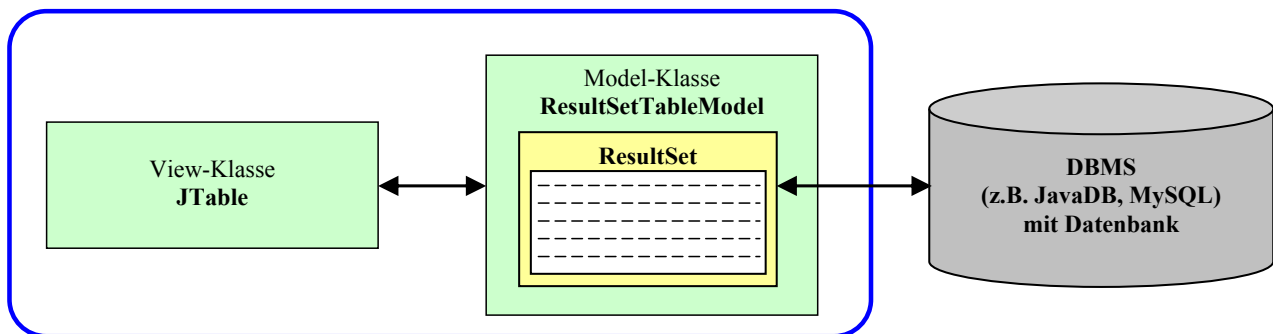 View-Klasse
JTable
Model-Klasse
ResultSetTableModel
ResultSet
DBMS
(z.B. JavaDB, MySQL)
mit Datenbank